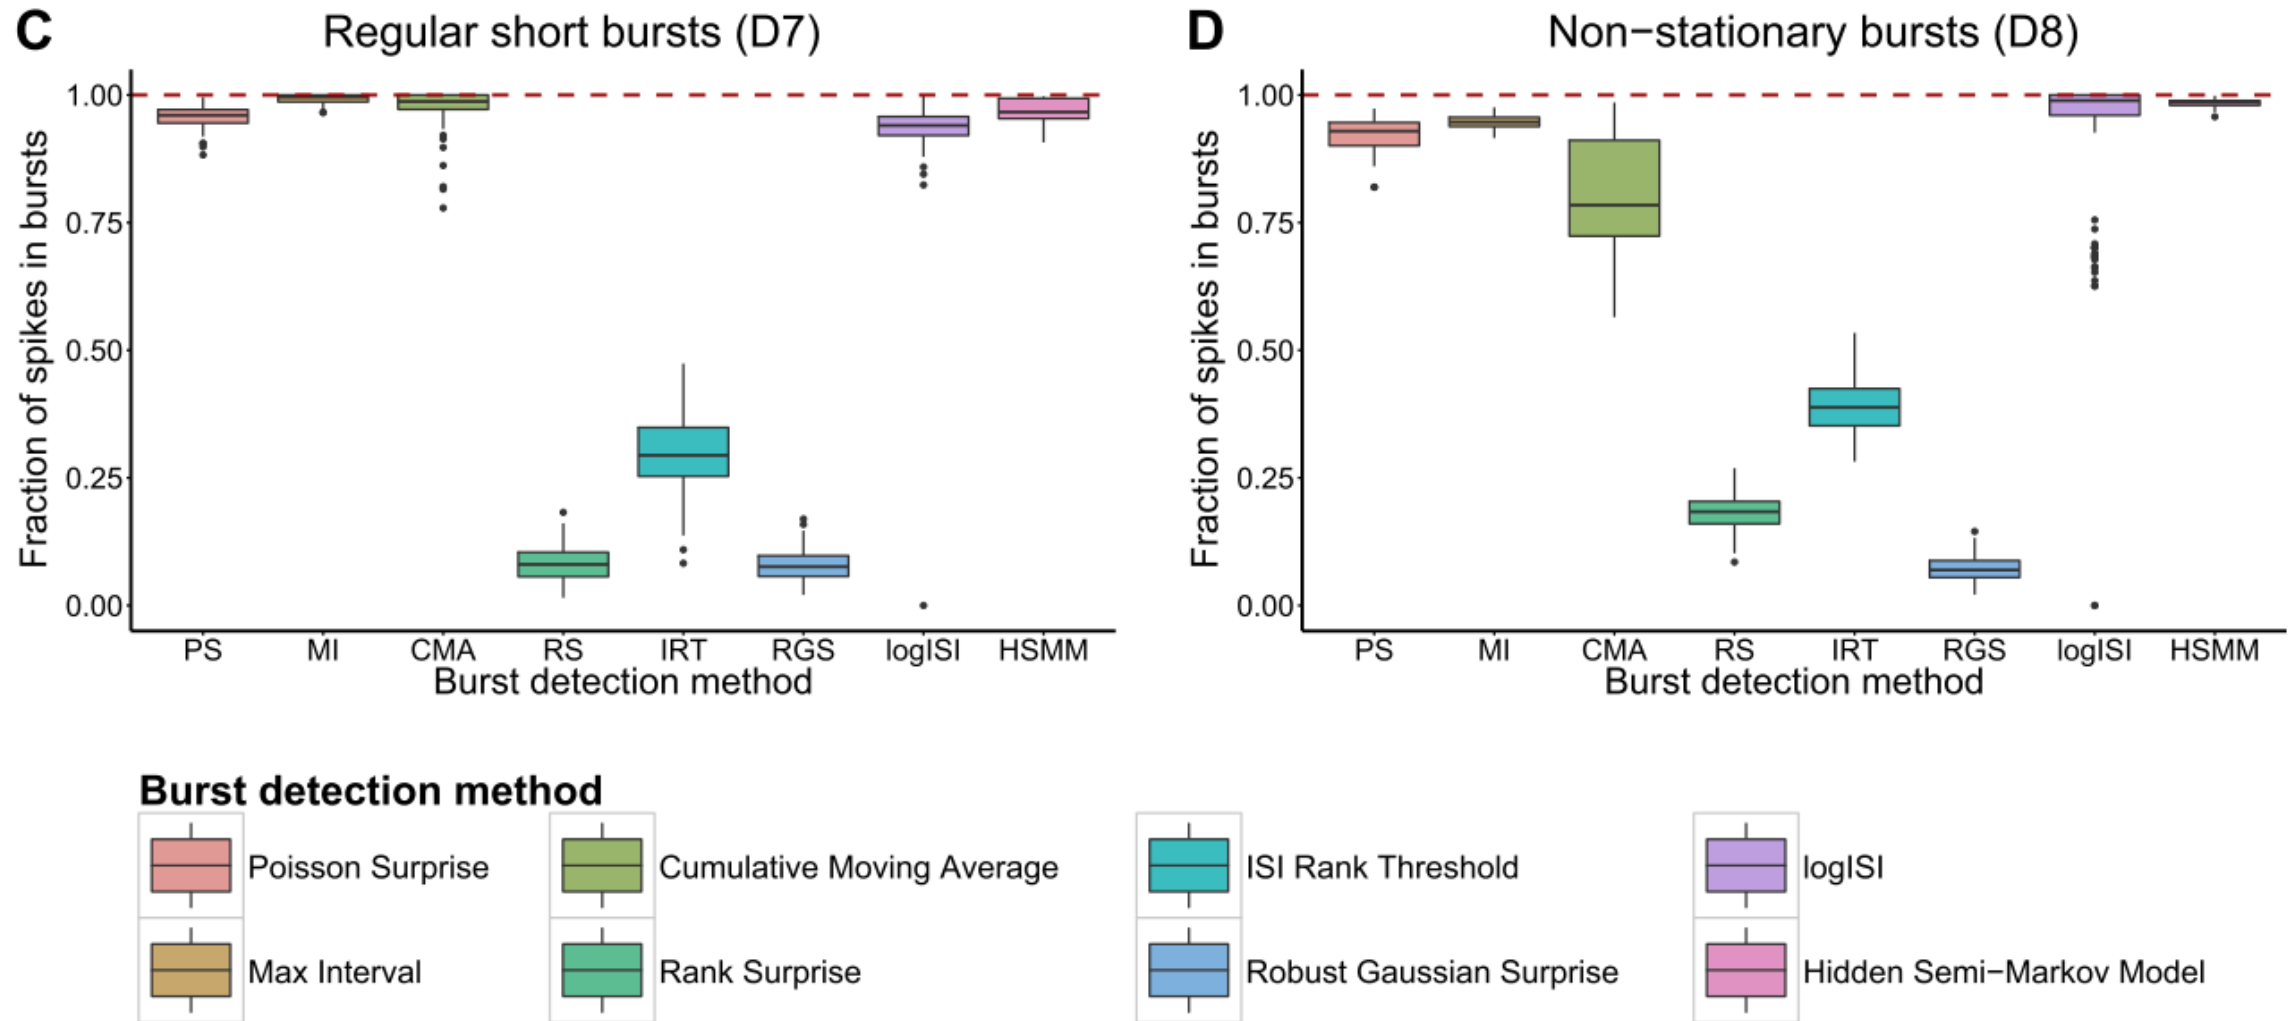 C Regular short bursts (D7)
Fraction of spikes in bursts
1.00
0.75
0.50
0.25
0.00
PS MI CMA RS IRT RGS logISI HSMM
Burst detection method
D Non−stationary bursts (D8)
Fraction of spikes in bursts
1.00
0.75
0.50
0.25
0.00
PS MI CMA RS IRT RGS logISI HSMM
Burst detection method
Burst detection method
Poisson Surprise Cumulative Moving Average ISI Rank Threshold logISI
Max Interval Rank Surprise Robust Gaussian Surprise Hidden Semi−Markov Model